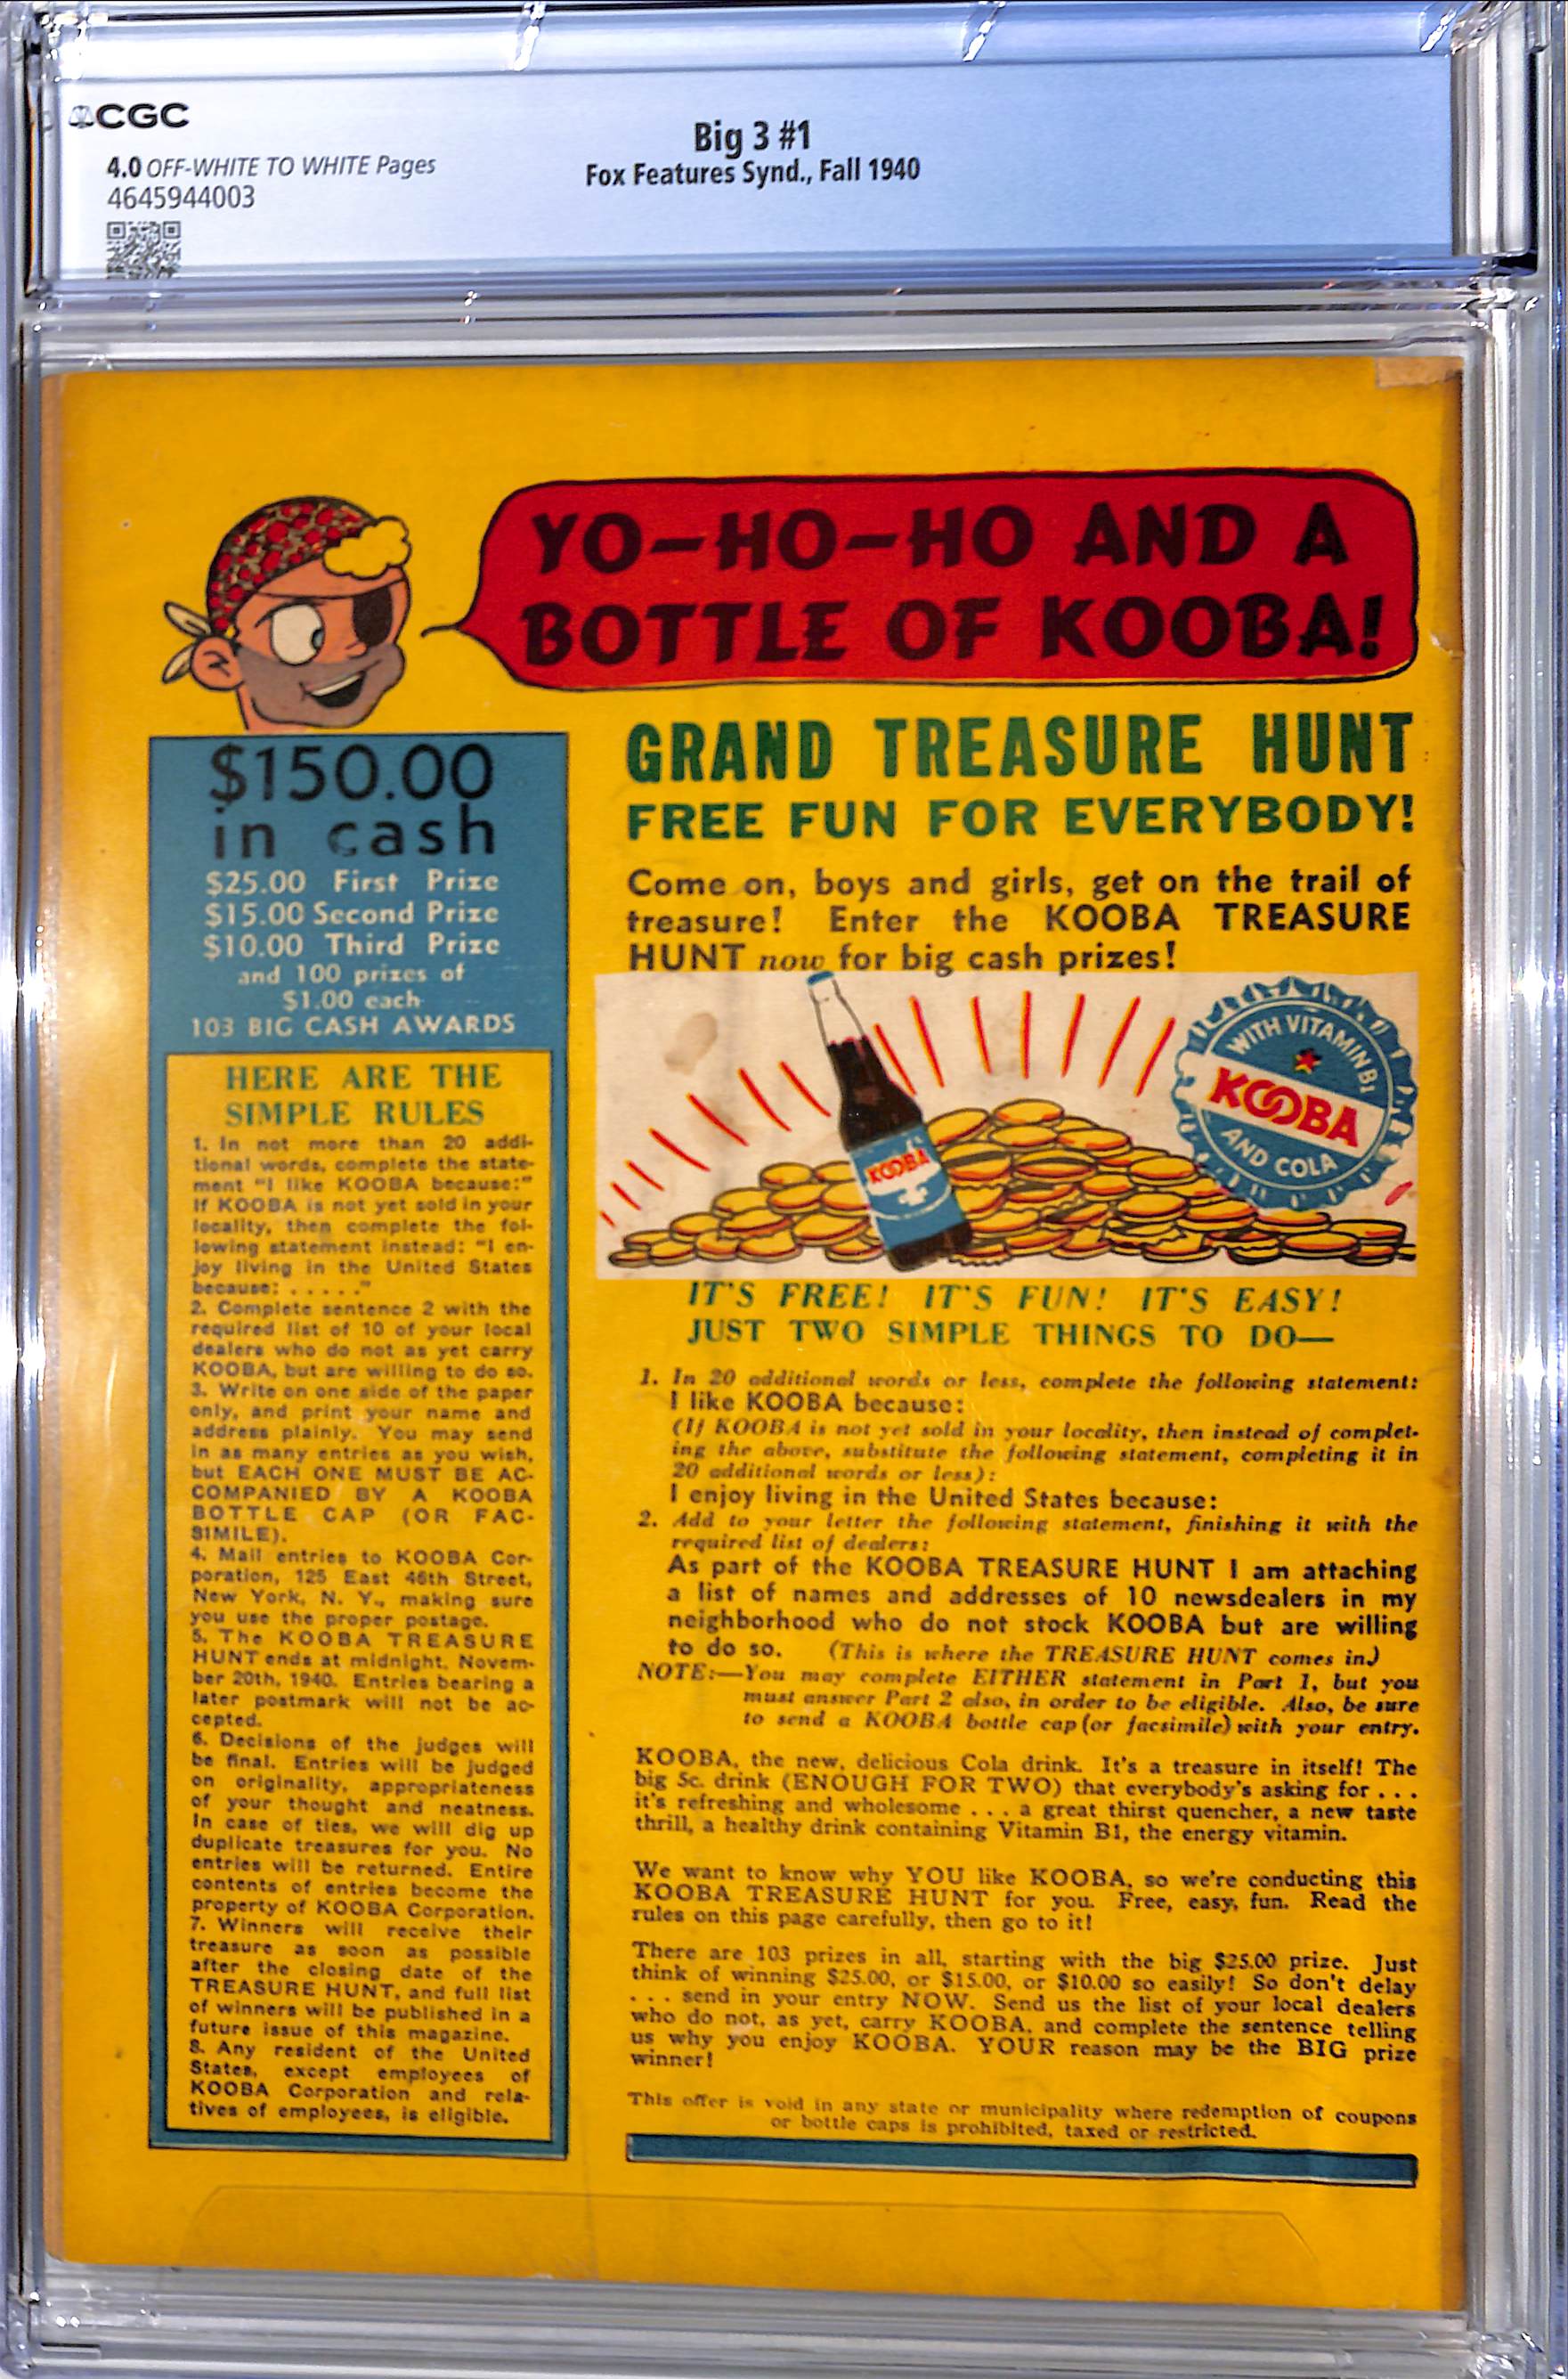 CGC
4.0 OFF-WHITE TO WHITE Pages
4645944003
Big 3 #1
Fox Features Synd., Fall 1940
YO-HO-HO AND A
BOTTLE OF KOOBA!
$150.00
in cash
$25.00 First Prize
$15.00 Second Prize
$10.00 Third Prize
and 100 prizes of
$1.00 each
103 BIG CASH AWARDS
HERE ARE THE
SIMPLE RULES
1. In not more than 20 addi-
tional words, complete the state-
ment "I like KOOBA because:"
If KOOBA is not yet sold in your
locality, then complete the fol-
lowing statement instead: "I en-
joy living in the United States
because: . . . . ."
2. Complete sentence 2 with the
required list of 10 of your local
dealers who do not as yet carry
KOOBA, but are willing to do so.
3. Write on one side of the paper
only, and print your name and
address plainly. You may send
in as many entries as you wish,
but EACH ONE MUST BE AC-
COMPANIED BY A KOOBA
BOTTLE CAP (OR FAC-
SIMILE).
4. Mail entries to KOOBA Cor-
poration, 125 East 46th Street,
New York, N. Y., making sure
you use the proper postage.
5. The KOOBA TREASURE
HUNT ends at midnight, Novem-
ber 20th, 1940. Entries bearing a
later postmark will not be ac-
cepted.
6. Decisions of the judges will
be final. Entries will be judged
on originality, appropriateness
of your thought and neatness.
In case of ties, we will dig up
duplicate treasures for you. No
entries will be returned. Entire
contents of entries become the
property of KOOBA Corporation.
7. Winners will receive their
treasure as soon as possible
after the closing date of the
TREASURE HUNT, and full list
of winners will be published in a
future issue of this magazine.
8. Any resident of the United
States, except employees of
KOOBA Corporation and rela-
tives of employees, is eligible.
GRAND TREASURE HUNT
FREE FUN FOR EVERYBODY!
Come on, boys and girls, get on the trail of
treasure! Enter the KOOBA TREASURE
HUNT now for big cash prizes!
WITH VITAMIN B1
KOOBA
AND COLA
KOOBA
IT'S FREE! IT'S FUN! IT'S EASY!
JUST TWO SIMPLE THINGS TO DO—
1. In 20 additional words or less, complete the following statement:
I like KOOBA because:
(If KOOBA is not yet sold in your locality, then instead of complet-
ing the above, substitute the following statement, completing it in
20 additional words or less):
I enjoy living in the United States because:
2. Add to your letter the following statement, finishing it with the
required list of dealers:
As part of the KOOBA TREASURE HUNT I am attaching
a list of names and addresses of 10 newsdealers in my
neighborhood who do not stock KOOBA but are willing
to do so. (This is where the TREASURE HUNT comes in.)
NOTE:—You may complete EITHER statement in Part 1, but you
must answer Part 2 also, in order to be eligible. Also, be sure
to send a KOOBA bottle cap (or facsimile) with your entry.
KOOBA, the new, delicious Cola drink. It's a treasure in itself! The
big 5c. drink (ENOUGH FOR TWO) that everybody's asking for . . .
it's refreshing and wholesome . . . a great thirst quencher, a new taste
thrill, a healthy drink containing Vitamin B1, the energy vitamin.
We want to know why YOU like KOOBA, so we're conducting this
KOOBA TREASURE HUNT for you. Free, easy, fun. Read the
rules on this page carefully, then go to it!
There are 103 prizes in all, starting with the big $25.00 prize. Just
think of winning $25.00, or $15.00, or $10.00 so easily! So don't delay
. . . send in your entry NOW. Send us the list of your local dealers
who do not, as yet, carry KOOBA, and complete the sentence telling
us why you enjoy KOOBA. YOUR reason may be the BIG prize
winner!
This offer is void in any state or municipality where redemption of coupons
or bottle caps is prohibited, taxed or restricted.